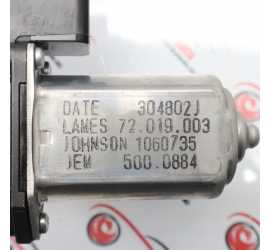 DATE 304802J
LAMES 72.019.003
JOHNSON 1060735
JEM 500.0884